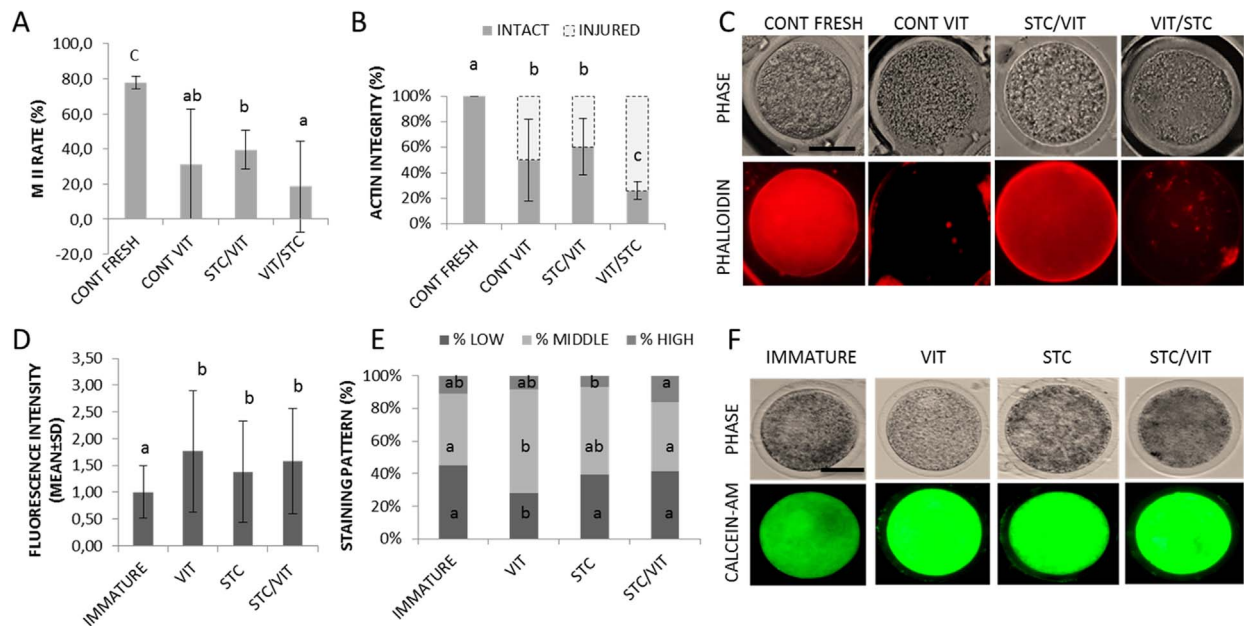 A
M II RATE (%)
100,0
80,0
60,0
40,0
20,0
0,0
-20,0
C
ab
b
a
CONT FRESH
CONT VIT
STC/VIT
VIT/STC
B
INTACT INJURED
ACTIN INTEGRITY (%)
100%
80%
60%
40%
20%
0%
a
b
b
c
CONT FRESH
CONT VIT
STC/VIT
VIT/STC
C
CONT FRESH CONT VIT STC/VIT VIT/STC
PHASE
PHALLOIDIN
D
FLUORESCENCE INTENSITY
(MEAN±SD)
3,50
3,00
2,50
2,00
1,50
1,00
0,50
0,00
a
b
b
b
IMMATURE
VIT
STC
STC/VIT
E
% LOW % MIDDLE % HIGH
STAINING PATTERN (%)
100%
80%
60%
40%
20%
0%
ab ab b a
a b ab a
a b a a
IMMATURE
VIT
STC
STC/VIT
F
IMMATURE VIT STC STC/VIT
PHASE
CALCEIN-AM